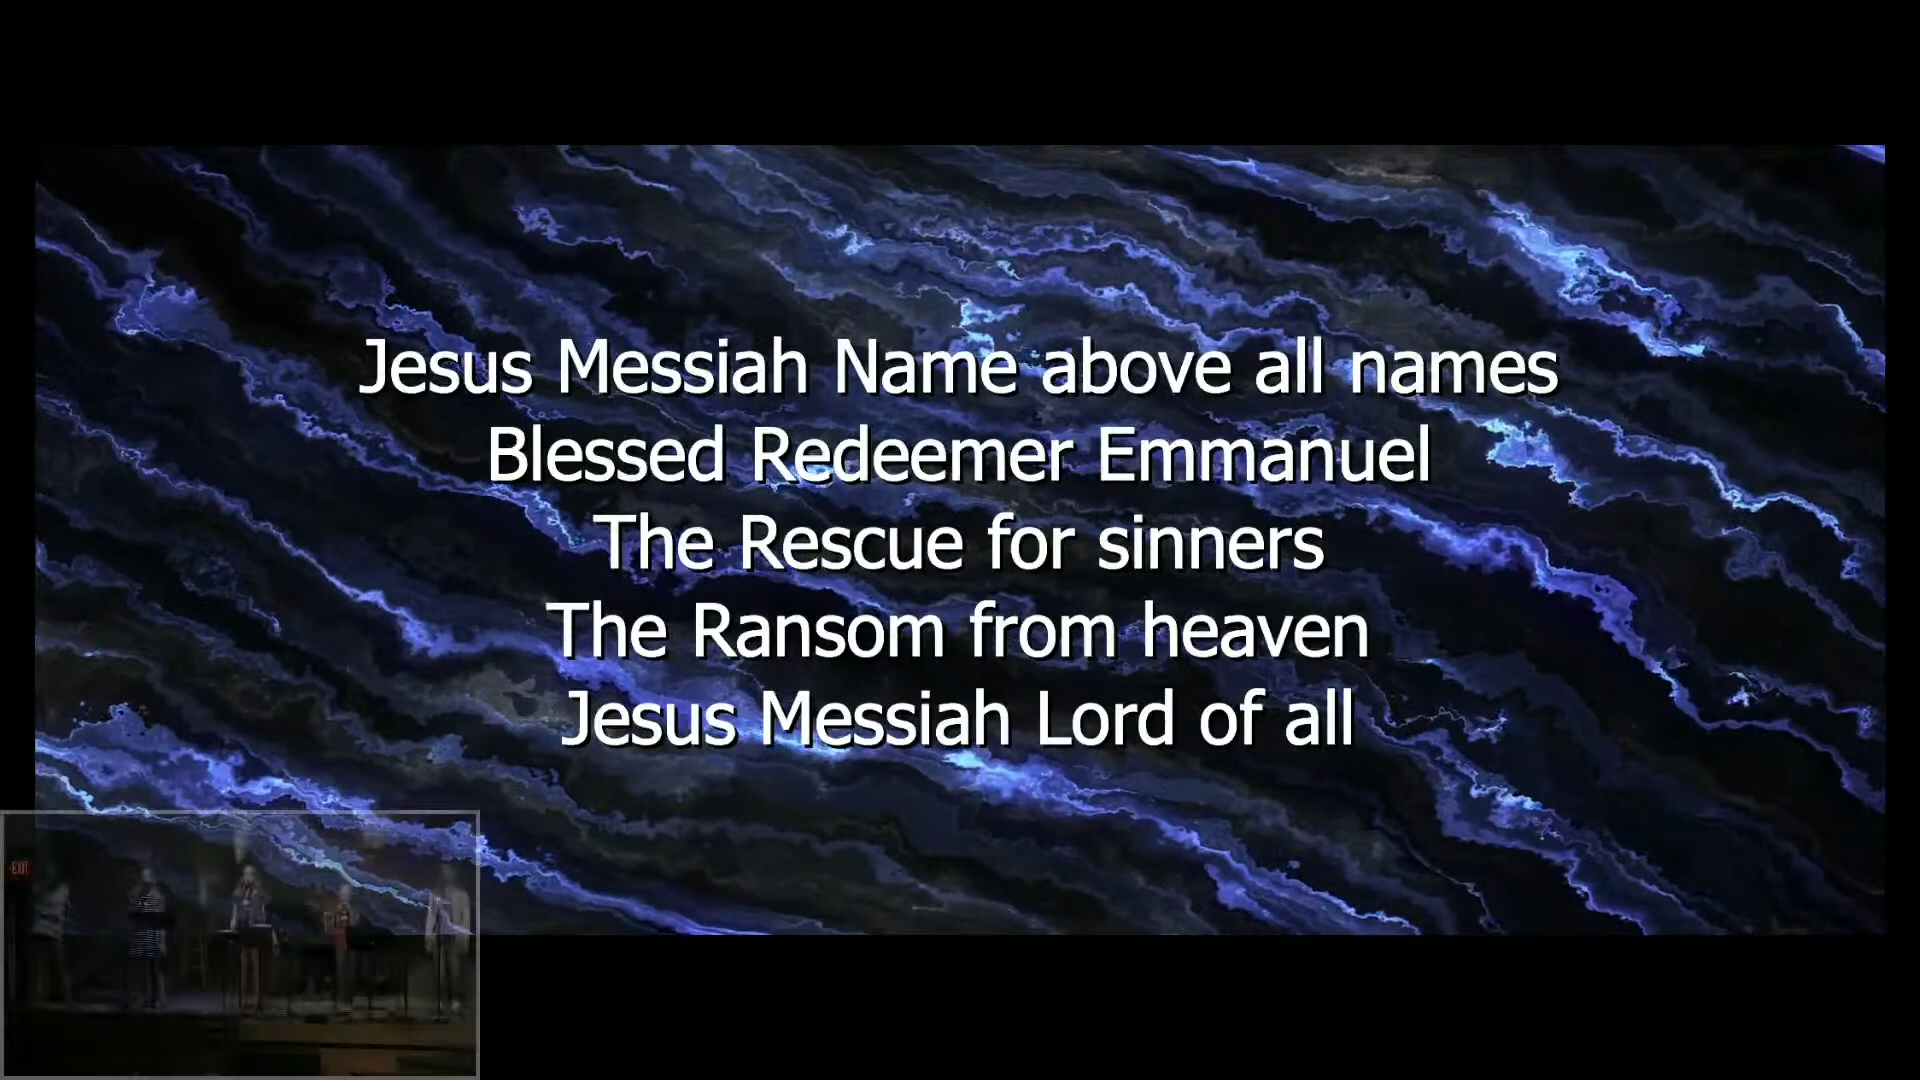 Jesus Messiah Name above all names
Blessed Redeemer Emmanuel
The Rescue for sinners
The Ransom from heaven
Jesus Messiah Lord of all
EXIT